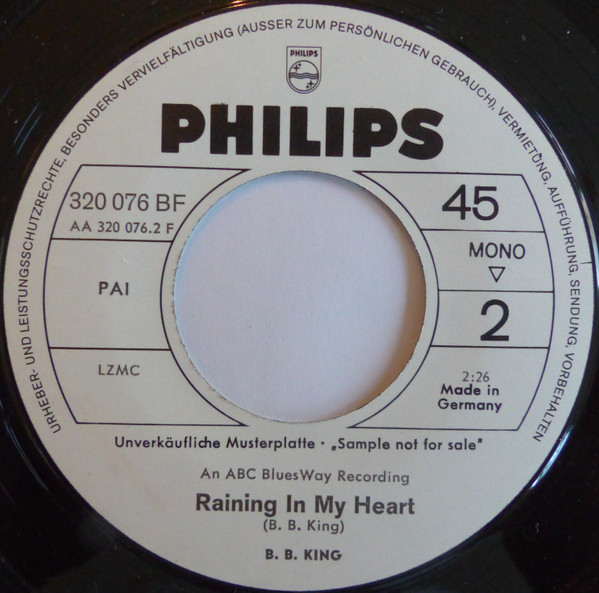 URHEBER- UND LEISTUNGSSCHUTZRECHTE, BESONDERS VERVIELFÄLTIGUNG (AUSSER ZUM PERSÖNLICHEN GEBRAUCH), VERMIETUNG, AUFFÜHRUNG, SENDUNG, VORBEHALTEN
PHILIPS
PHILIPS
320 076 BF
AA 320 076.2 F
PAI
LZMC
45
MONO
2
2:26
Made in
Germany
Unverkäufliche Musterplatte · „Sample not for sale"
An ABC BluesWay Recording
Raining In My Heart
(B. B. King)
B. B. KING